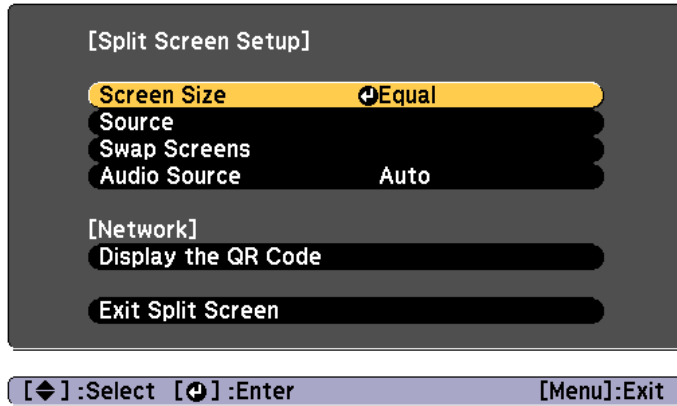 [Split Screen Setup]
Screen Size Equal
Source
Swap Screens
Audio Source Auto
[Network]
Display the QR Code
Exit Split Screen
[◆]:Select [⏎]:Enter [Menu]:Exit